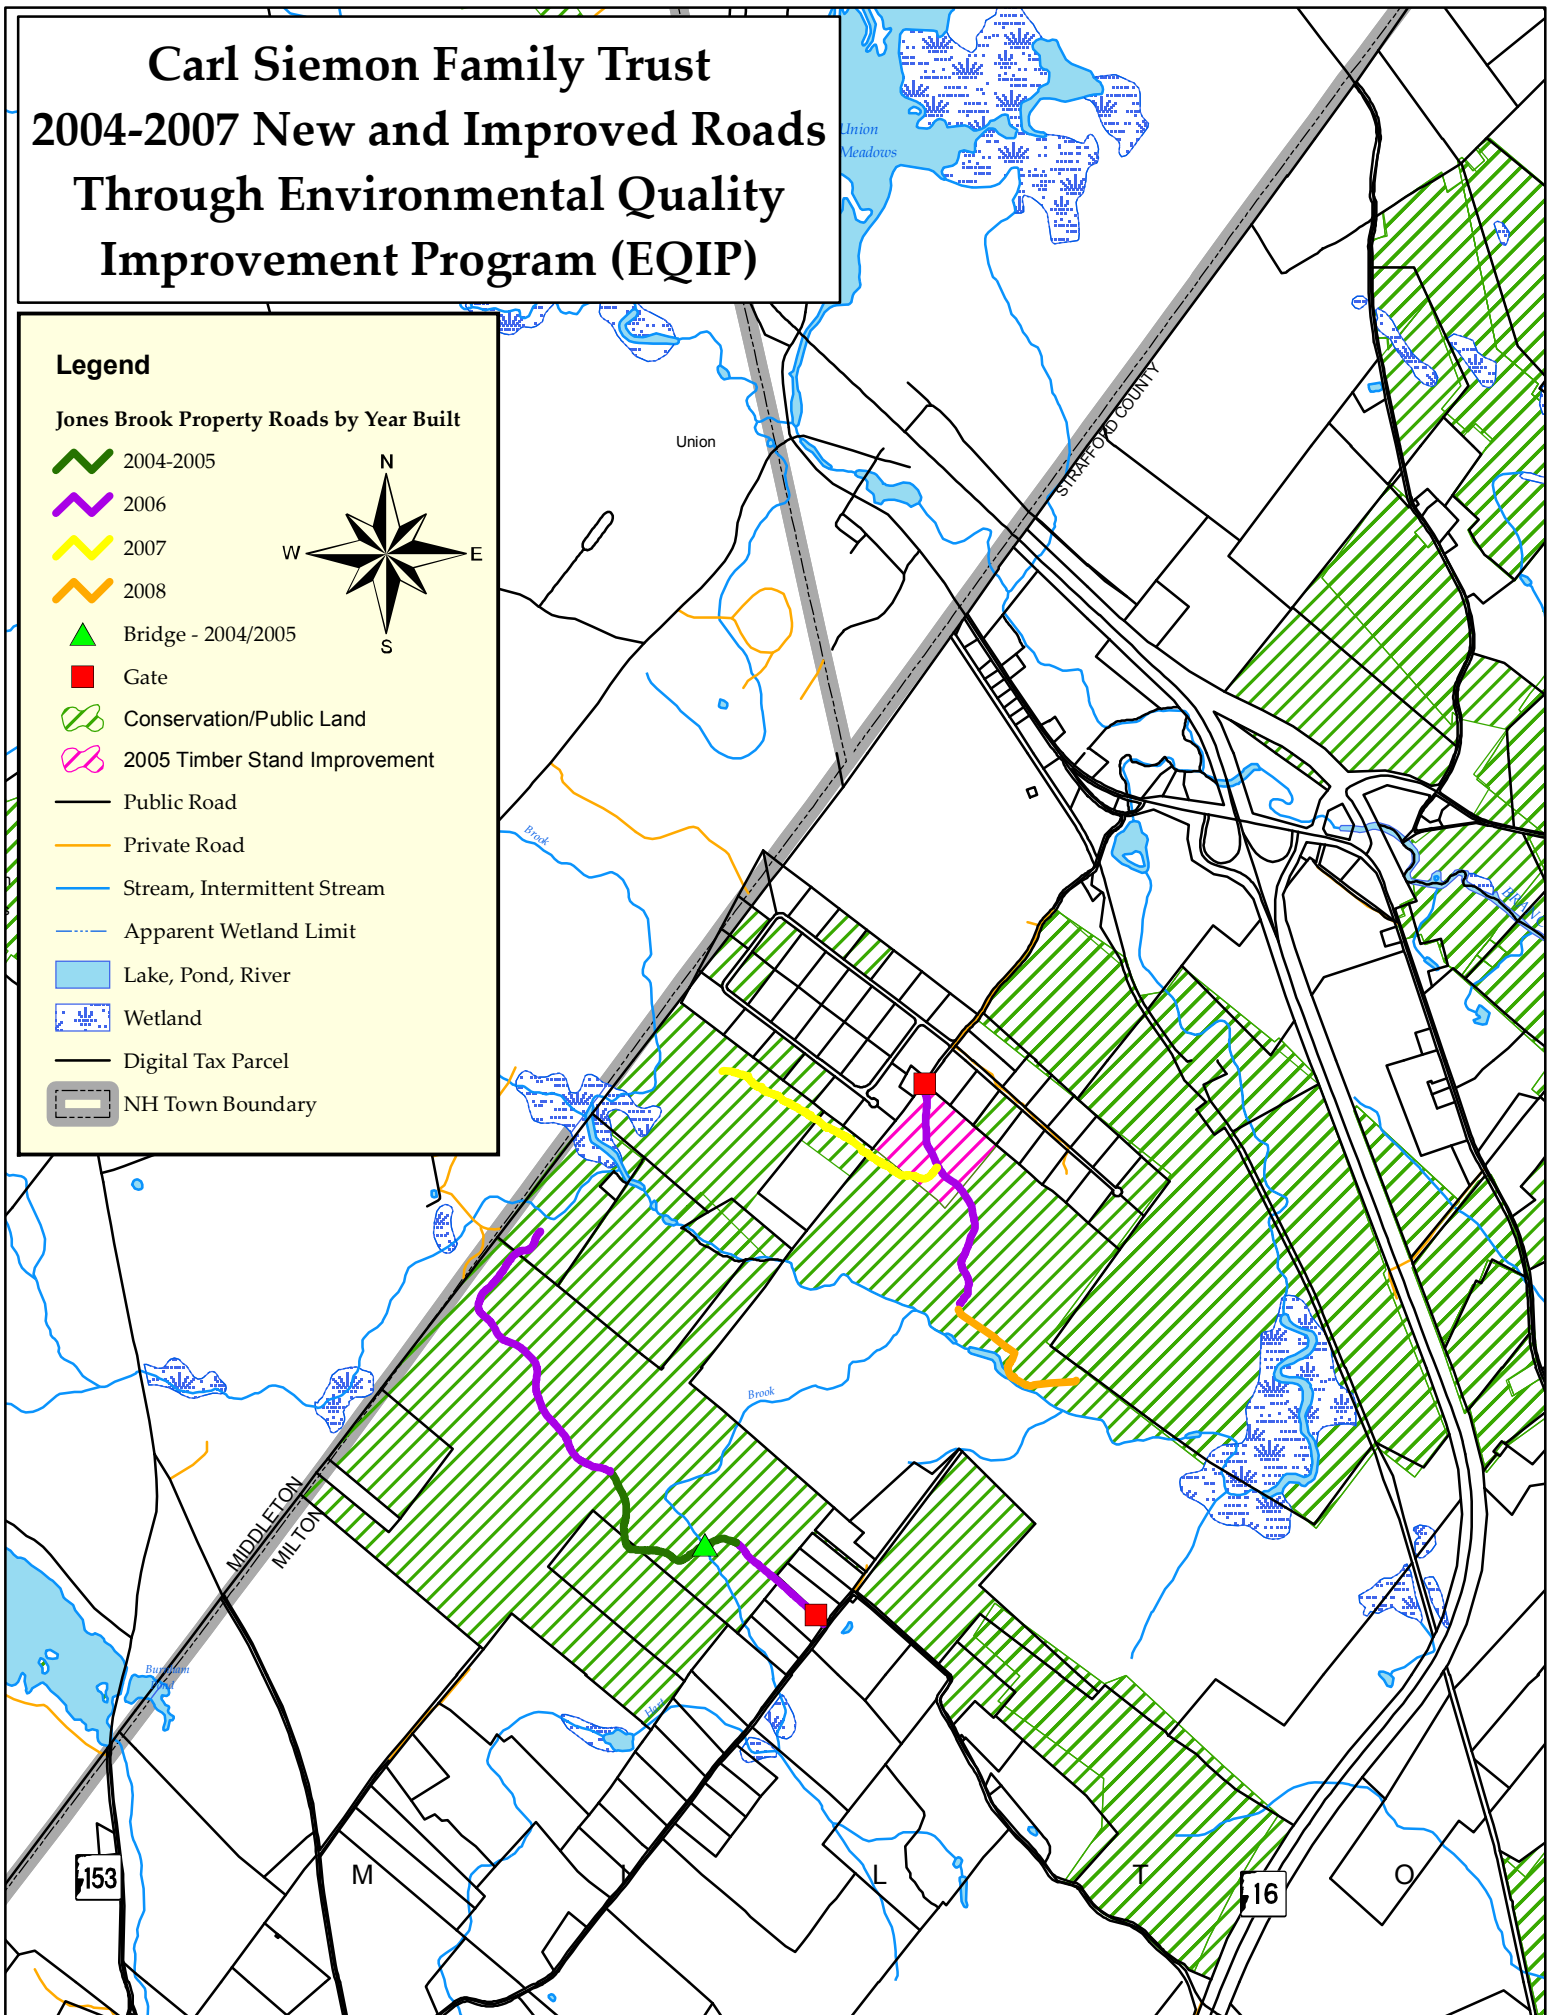 Carl Siemon Family Trust
2004-2007 New and Improved Roads
Through Environmental Quality
Improvement Program (EQIP)
Union
Meadows
Legend
Jones Brook Property Roads by Year Built
2004-2005
2006
2007
2008
Bridge - 2004/2005
Gate
Conservation/Public Land
2005 Timber Stand Improvement
Public Road
Private Road
Stream, Intermittent Stream
Apparent Wetland Limit
Lake, Pond, River
Wetland
Digital Tax Parcel
NH Town Boundary
N
W
E
S
Union
STRAFFORD COUNTY
Brook
Brook
MIDDLETON
MILTON
Burnham
Pond
Hart
153
16
M
I
L
T
O